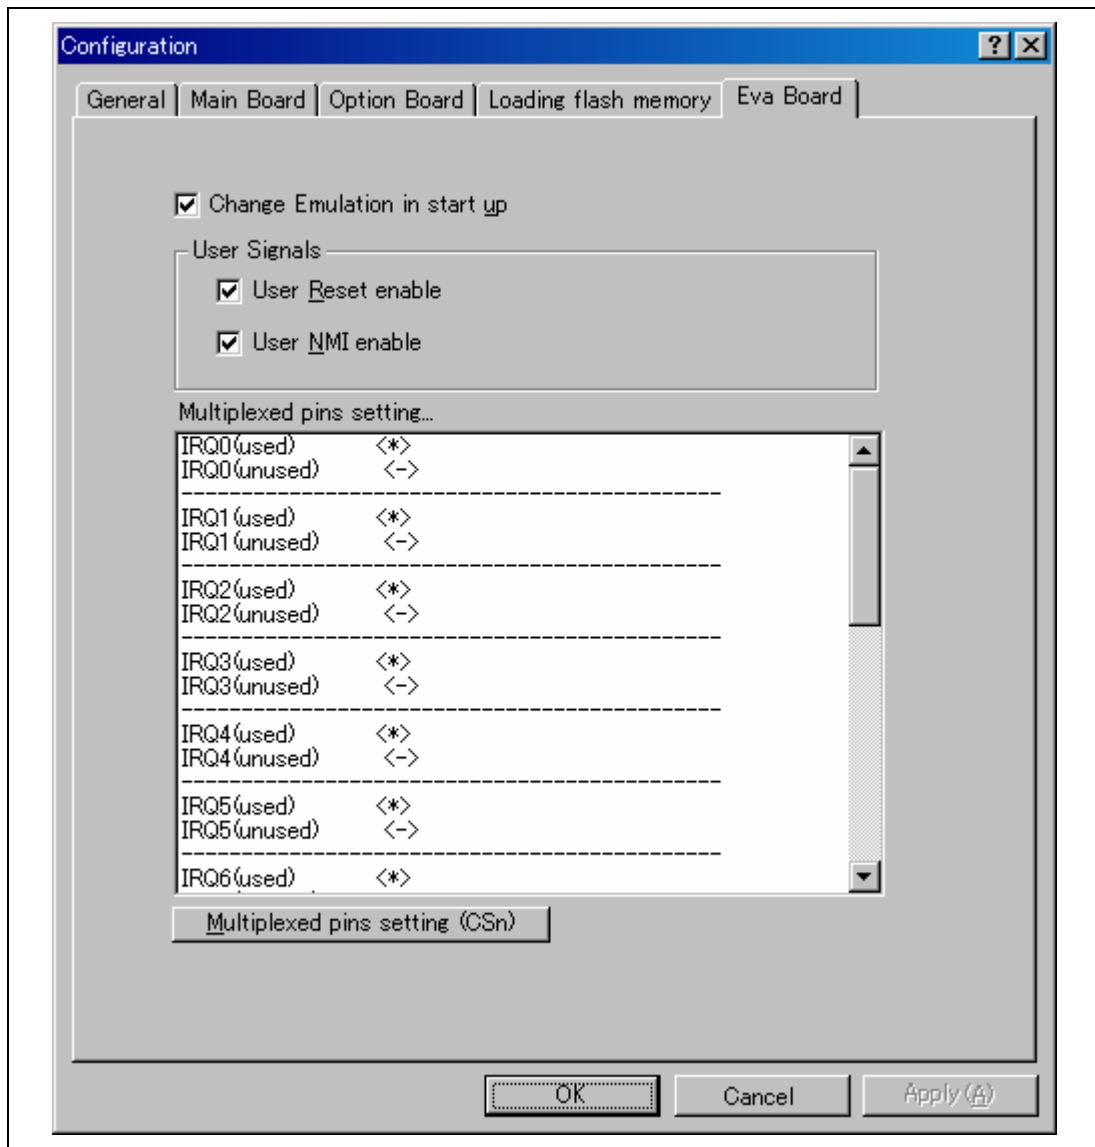 Configuration
General Main Board Option Board Loading flash memory Eva Board
Change Emulation in start up
User Signals
User Reset enable
User NMI enable
Multiplexed pins setting...
IRQ0(used) <*>
IRQ0(unused) <->
---------------------------------------------
IRQ1(used) <*>
IRQ1(unused) <->
---------------------------------------------
IRQ2(used) <*>
IRQ2(unused) <->
---------------------------------------------
IRQ3(used) <*>
IRQ3(unused) <->
---------------------------------------------
IRQ4(used) <*>
IRQ4(unused) <->
---------------------------------------------
IRQ5(used) <*>
IRQ5(unused) <->
---------------------------------------------
IRQ6(used) <*>
Multiplexed pins setting (CSn)
OK Cancel Apply(A)